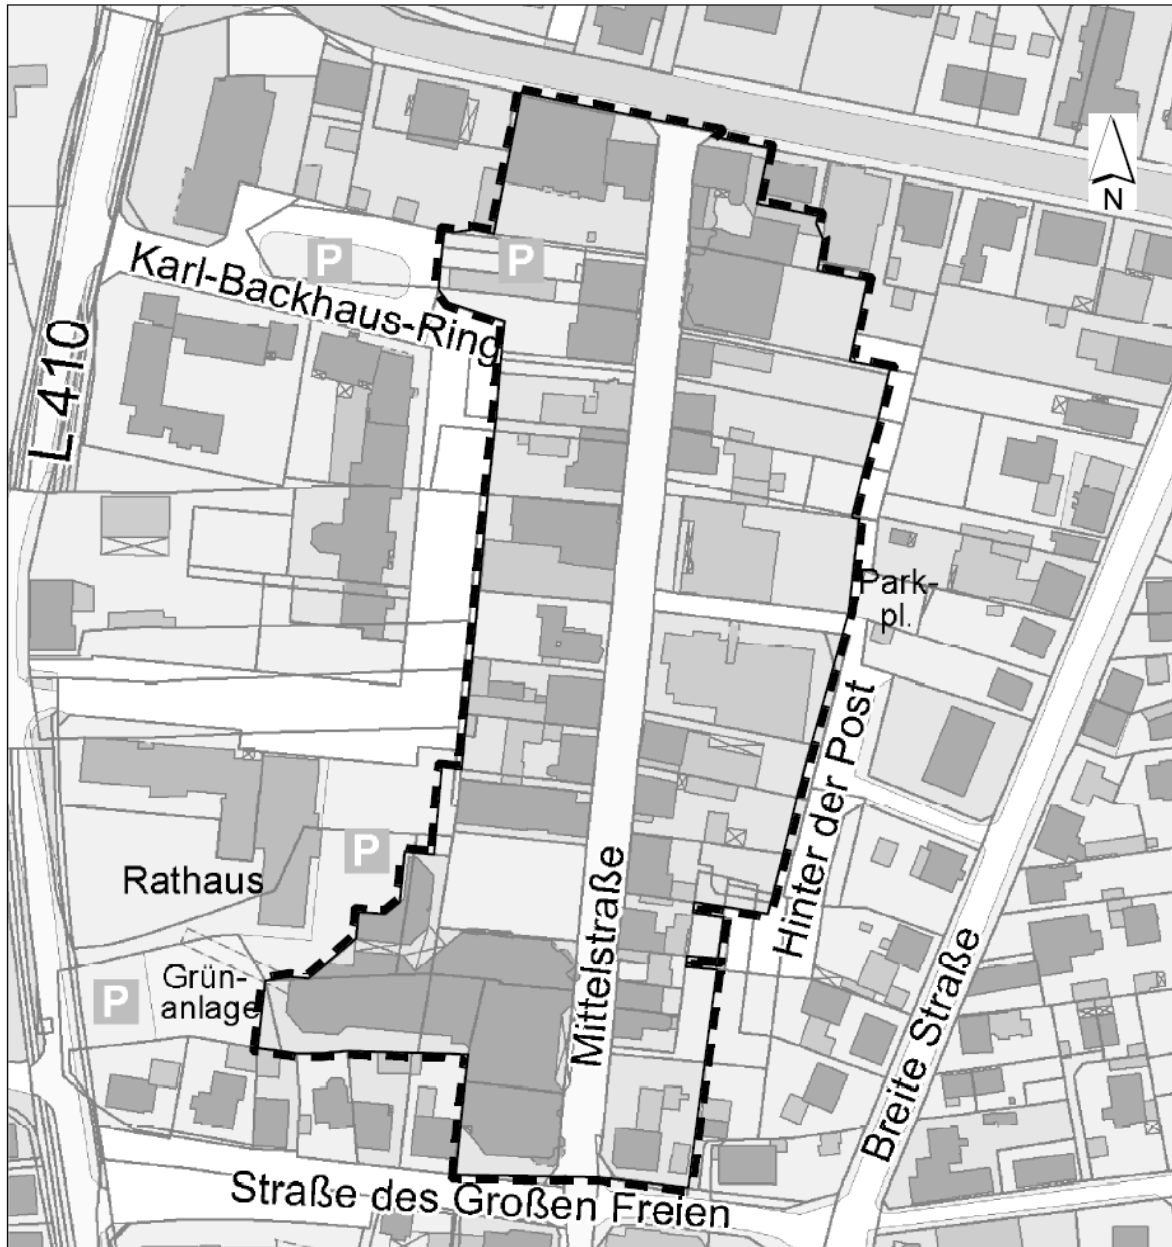 N
P
P
Karl-Backhaus-Ring
L 410
Park-
pl.
Hinter der Post
P
Rathaus
Mittelstraße
Grün-
anlage
P
Breite Straße
Straße des Großen Freien